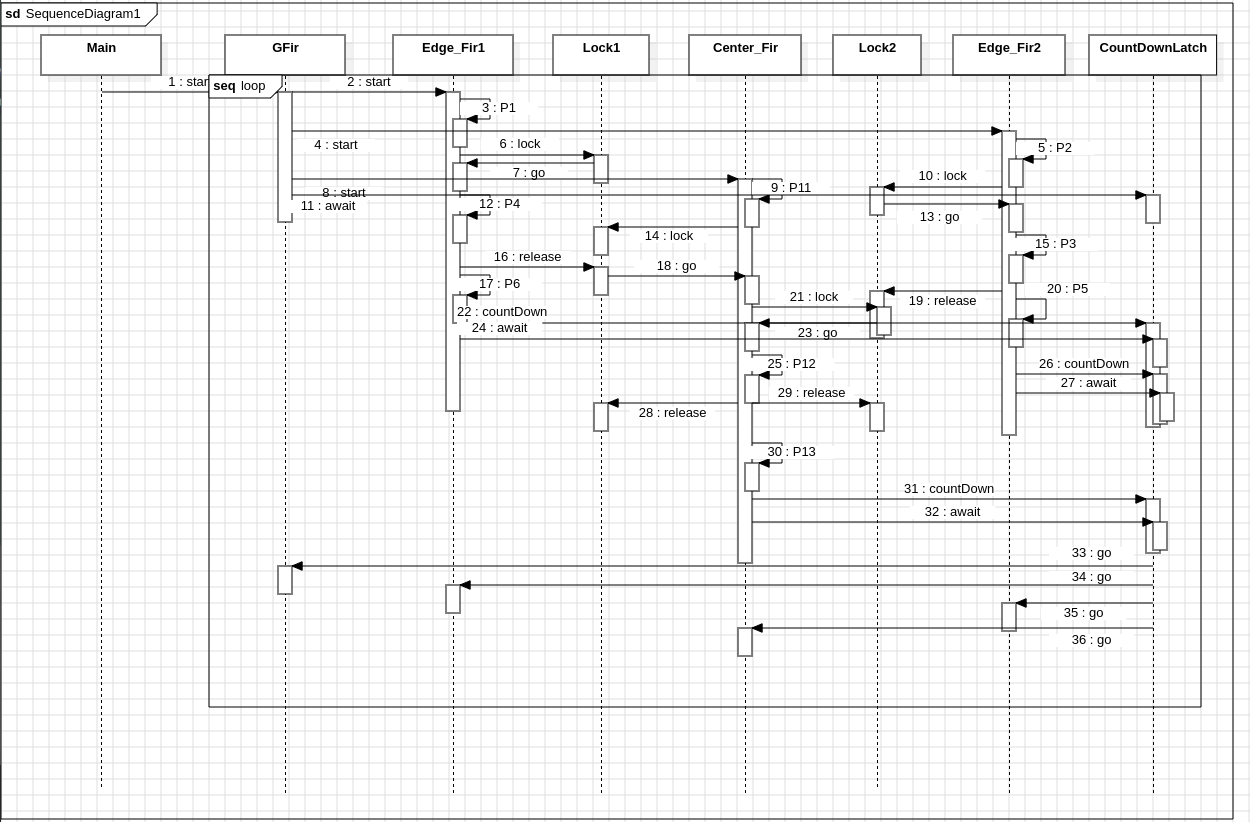 sd SequenceDiagram1
Main
GFir
Edge_Fir1
Lock1
Center_Fir
Lock2
Edge_Fir2
CountDownLatch
1 : star
seq loop
2 : start
3 : P1
4 : start
5 : P2
6 : lock
7 : go
8 : start
9 : P11
10 : lock
11 : await
12 : P4
13 : go
14 : lock
15 : P3
16 : release
17 : P6
18 : go
19 : release
20 : P5
21 : lock
22 : countDown
23 : go
24 : await
25 : P12
26 : countDown
27 : await
28 : release
29 : release
30 : P13
31 : countDown
32 : await
33 : go
34 : go
35 : go
36 : go